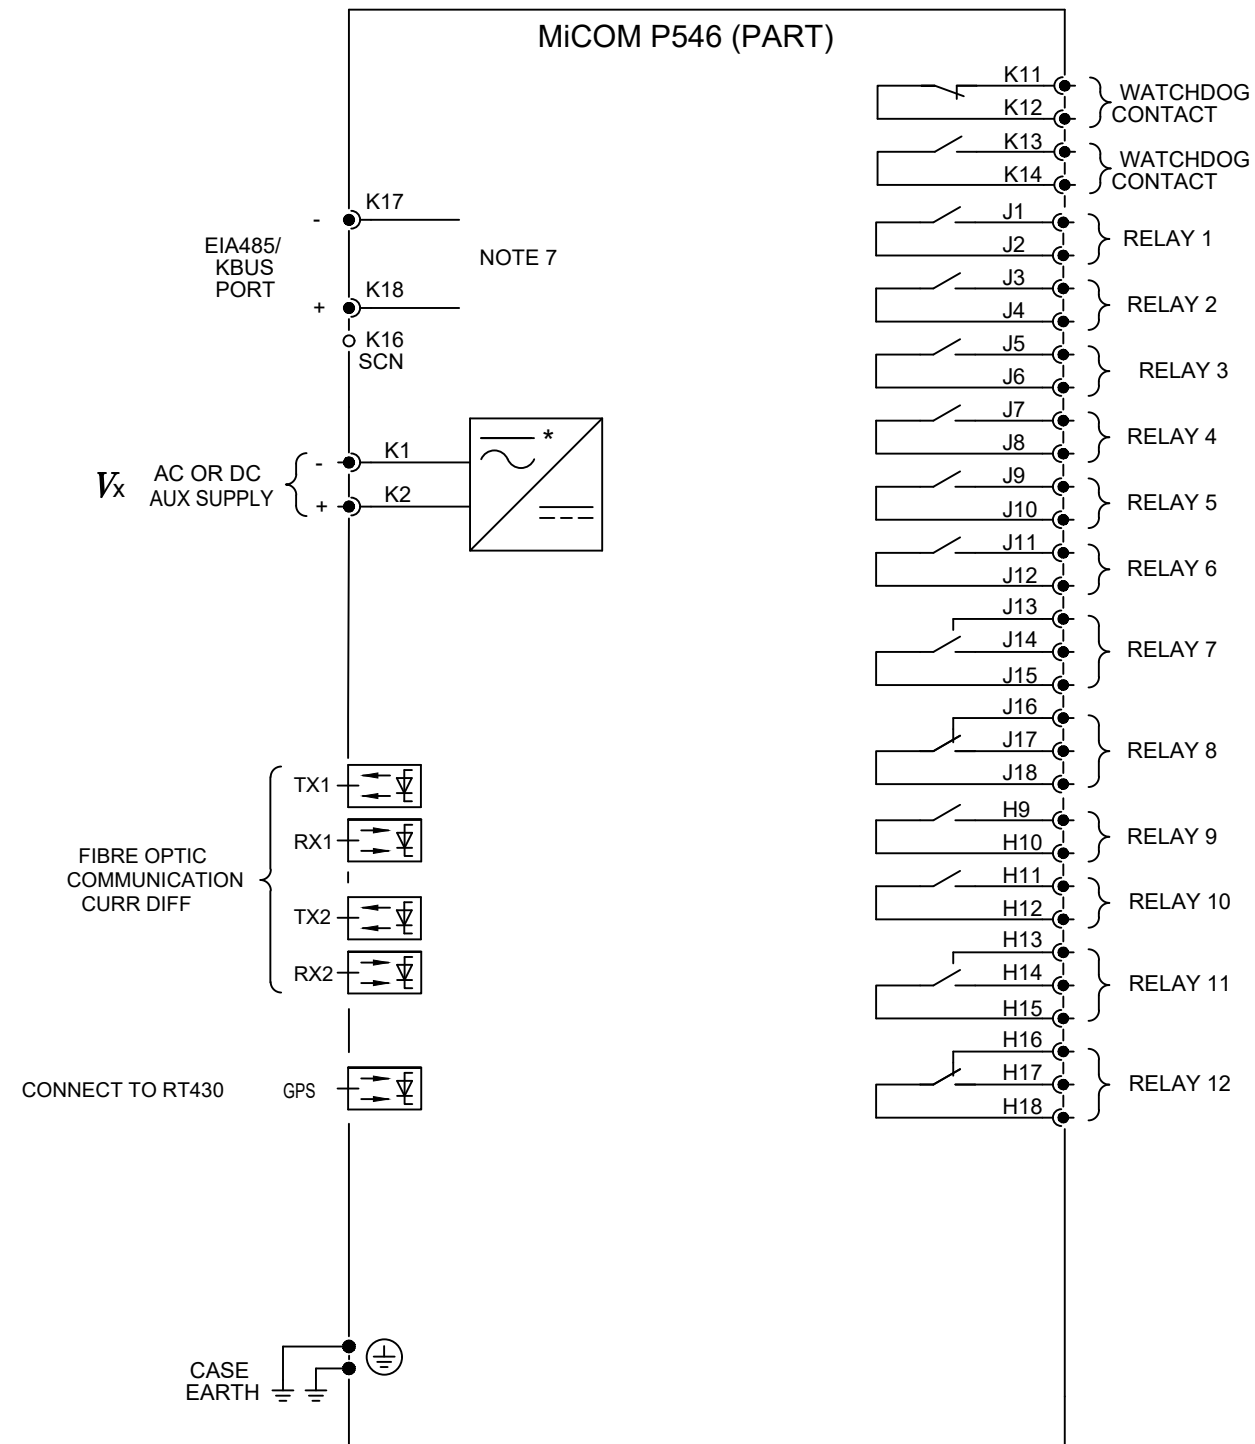 MiCOM P546 (PART)
K11
K12
WATCHDOG
CONTACT
K13
K14
WATCHDOG
CONTACT
J1
J2
RELAY 1
J3
J4
RELAY 2
J5
J6
RELAY 3
J7
J8
RELAY 4
J9
J10
RELAY 5
J11
J12
RELAY 6
J13
J14
J15
RELAY 7
J16
J17
J18
RELAY 8
H9
H10
RELAY 9
H11
H12
RELAY 10
H13
H14
H15
RELAY 11
H16
H17
H18
RELAY 12
- K17
EIA485/
KBUS
PORT
NOTE 7
+ K18
K16
SCN
Vx
AC OR DC
AUX SUPPLY
- K1
+ K2
*
FIBRE OPTIC
COMMUNICATION
CURR DIFF
TX1
RX1
TX2
RX2
CONNECT TO RT430 GPS
CASE
EARTH